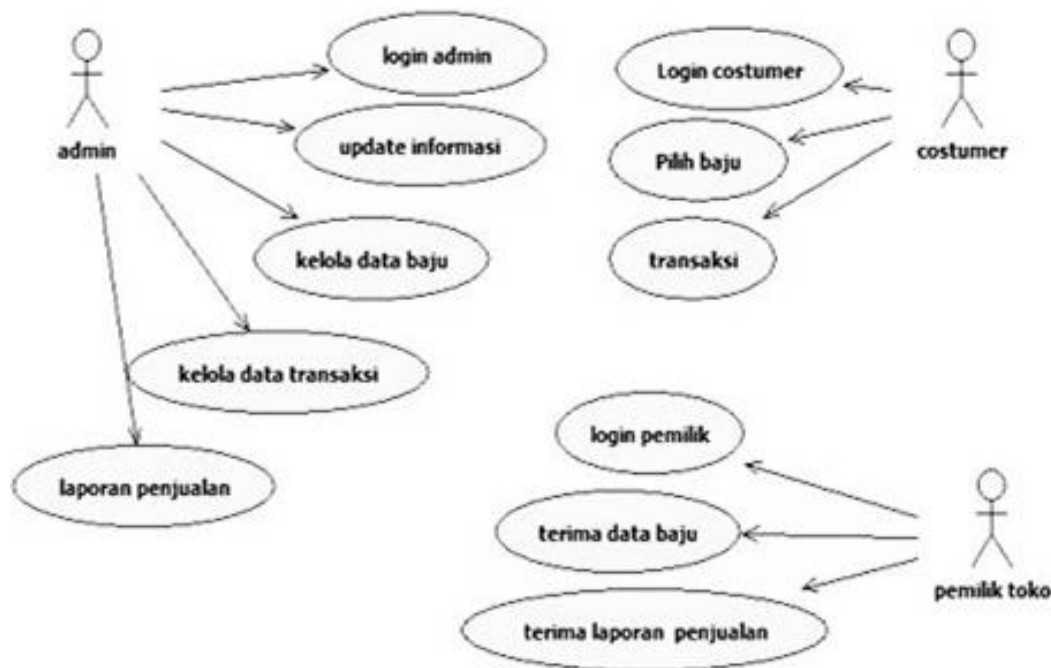 login admin
Login costumer
admin
update informasi
Pilih baju
costumer
kelola data baju
transaksi
kelola data transaksi
login pemilik
laporan penjualan
terima data baju
pemilik toko
terima laporan penjualan